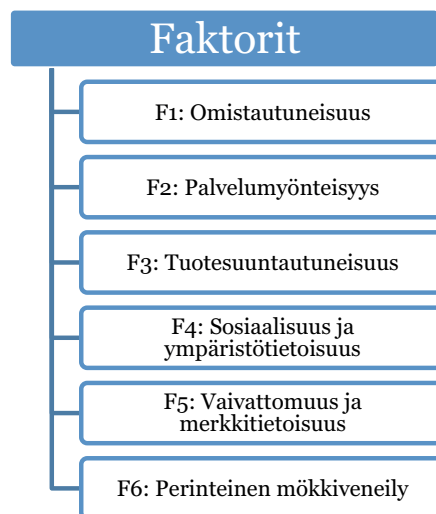 Faktorit
F1: Omistautuneisuus
F2: Palvelumyönteisyys
F3: Tuotesuuntautuneisuus
F4: Sosiaalisuus ja
ympäristötietoisuus
F5: Vaivattomuus ja
merkkitietoisuus
F6: Perinteinen mökkiveneily